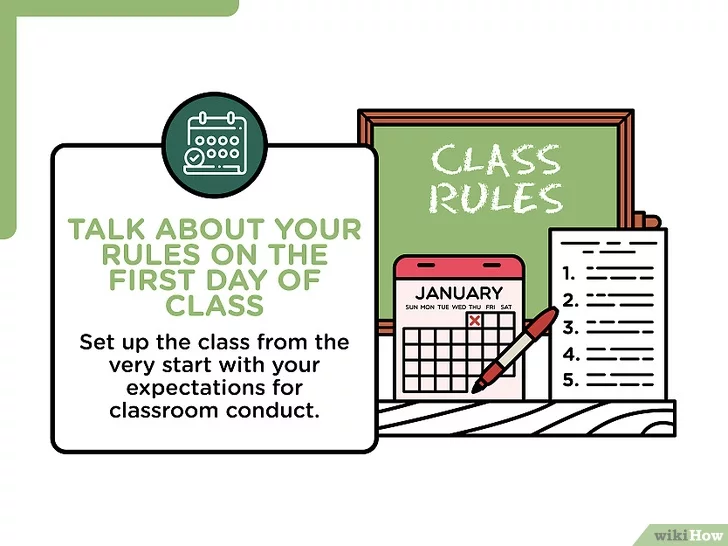 TALK ABOUT YOUR
RULES ON THE
FIRST DAY OF
CLASS
Set up the class from the
very start with your
expectations for
classroom conduct.
CLASS
RULES
JANUARY
SUN MON TUE WED THU FRI SAT
1.
2.
3.
4.
5.
wikiHow